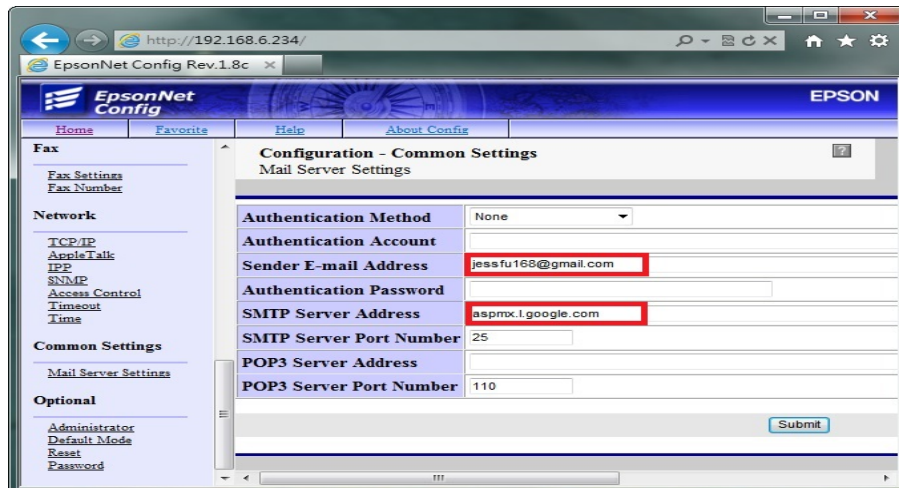 http://192.168.6.234/
EpsonNet Config Rev.1.8c
EpsonNet Config
EPSON
Home Favorite Help About Config
Fax
Fax Settings
Fax Number
Network
TCP/IP
AppleTalk
IPP
SNMP
Access Control
Timeout
Time
Common Settings
Mail Server Settings
Optional
Administrator
Default Mode
Reset
Password
Configuration - Common Settings
?
Mail Server Settings
Authentication Method None
Authentication Account
Sender E-mail Address jessfu168@gmail.com
Authentication Password
SMTP Server Address aspmx.l.google.com
SMTP Server Port Number 25
POP3 Server Address
POP3 Server Port Number 110
Submit